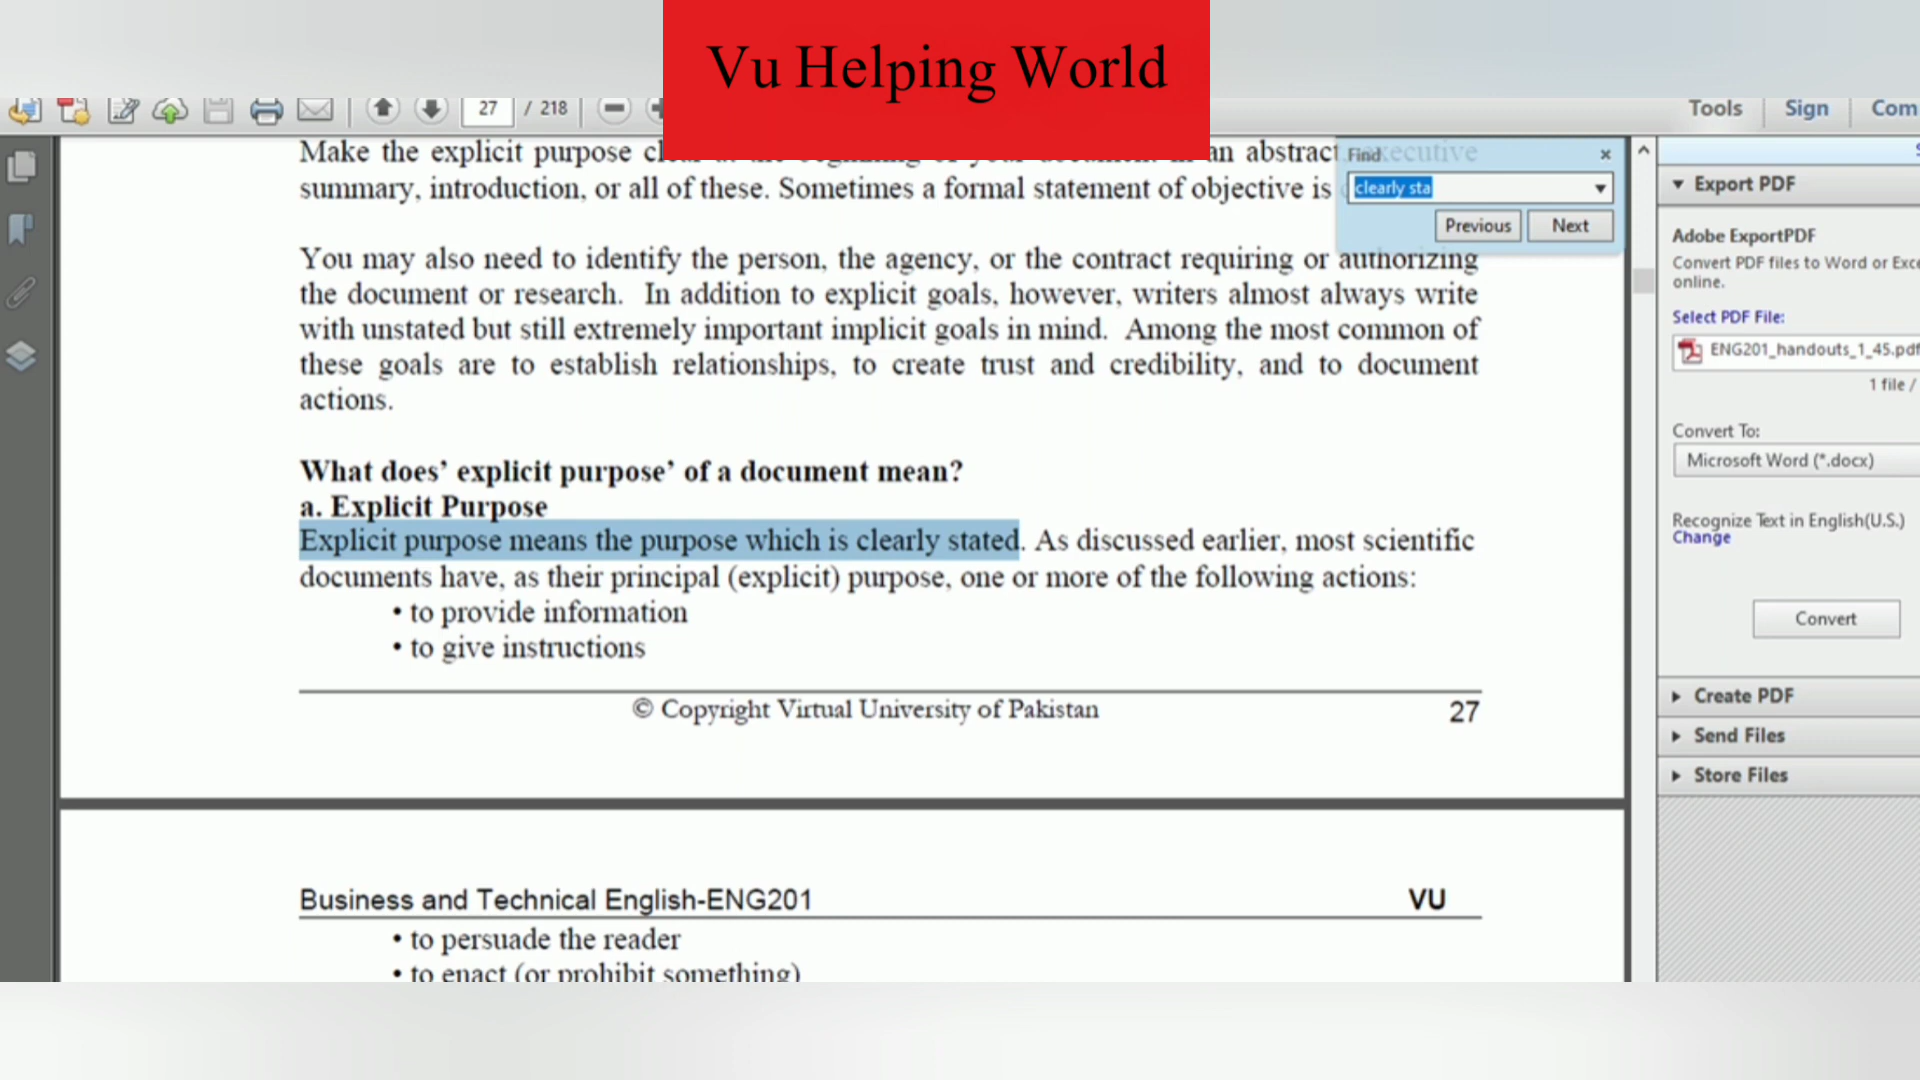 Vu Helping World
27 / 218
Tools Sign Com
Make the explicit purpose an abstract, executive
summary, introduction, or all of these. Sometimes a formal statement of objective is
Find
clearly sta
Previous Next
You may also need to identify the person, the agency, or the contract requiring or authorizing
the document or research. In addition to explicit goals, however, writers almost always write
with unstated but still extremely important implicit goals in mind. Among the most common of
these goals are to establish relationships, to create trust and credibility, and to document
actions.
What does’ explicit purpose’ of a document mean?
a. Explicit Purpose
Explicit purpose means the purpose which is clearly stated. As discussed earlier, most scientific
documents have, as their principal (explicit) purpose, one or more of the following actions:
• to provide information
• to give instructions
© Copyright Virtual University of Pakistan 27
Business and Technical English-ENG201 VU
• to persuade the reader
• to enact (or prohibit something)
Export PDF
Adobe ExportPDF
Convert PDF files to Word or Exce
online.
Select PDF File:
ENG201_handouts_1_45.pdf
1 file /
Convert To:
Microsoft Word (*.docx)
Recognize Text in English(U.S.)
Change
Convert
Create PDF
Send Files
Store Files